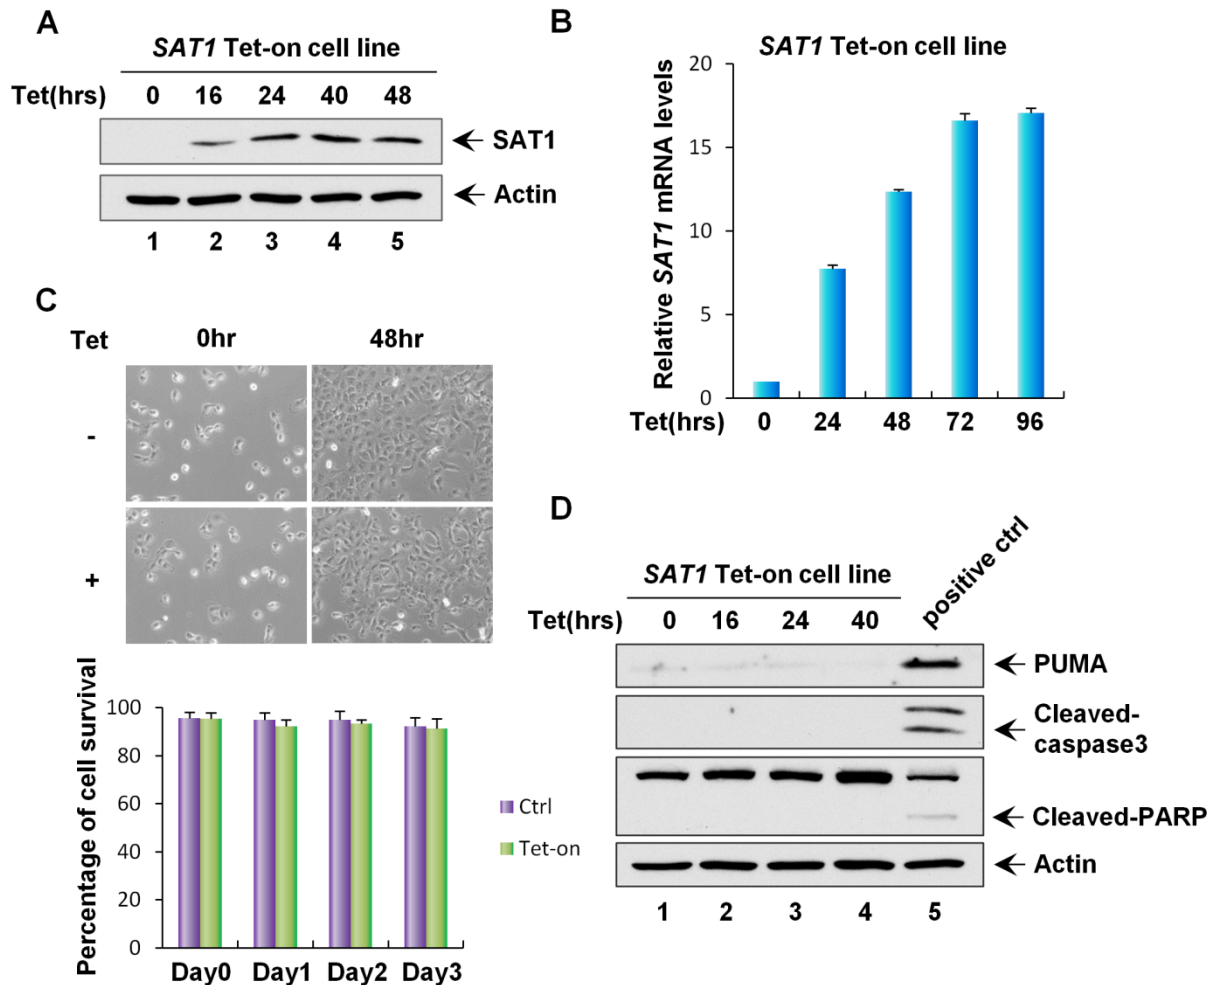 A
SAT1 Tet-on cell line
Tet(hrs) 0 16 24 40 48
SAT1
Actin
1 2 3 4 5
B
SAT1 Tet-on cell line
Relative SAT1 mRNA levels
20
15
10
5
0
Tet(hrs) 0 24 48 72 96
C
Tet 0hr 48hr
-
+
Percentage of cell survival
100
80
60
40
20
0
Day0 Day1 Day2 Day3
Ctrl
Tet-on
D
SAT1 Tet-on cell line
positive ctrl
Tet(hrs) 0 16 24 40
PUMA
Cleaved-
caspase3
Cleaved-PARP
Actin
1 2 3 4 5